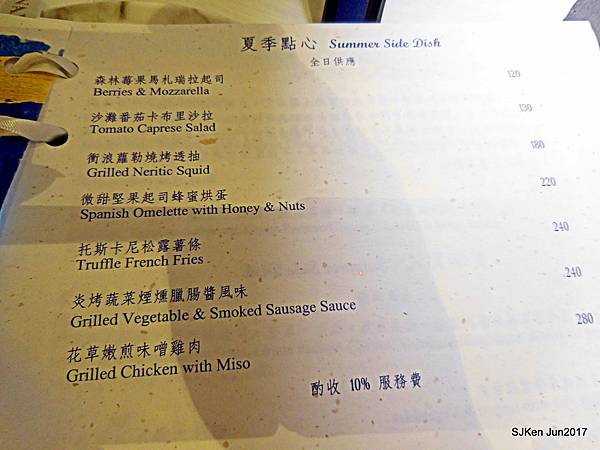 夏季點心 Summer Side Dish
全日供應
森林莓果馬札瑞拉起司 120
Berries & Mozzarella
沙灘番茄卡布里沙拉 130
Tomato Caprese Salad
衝浪蘿勒燒烤透抽 180
Grilled Neritic Squid
微甜堅果起司蜂蜜烘蛋 220
Spanish Omelette with Honey & Nuts
托斯卡尼松露薯條 240
Truffle French Fries
炎烤蔬菜煙燻臘腸醬風味 240
Grilled Vegetable & Smoked Sausage Sauce
花草嫩煎味噌雞肉 280
Grilled Chicken with Miso
酌收 10% 服務費
SJKen Jun2017